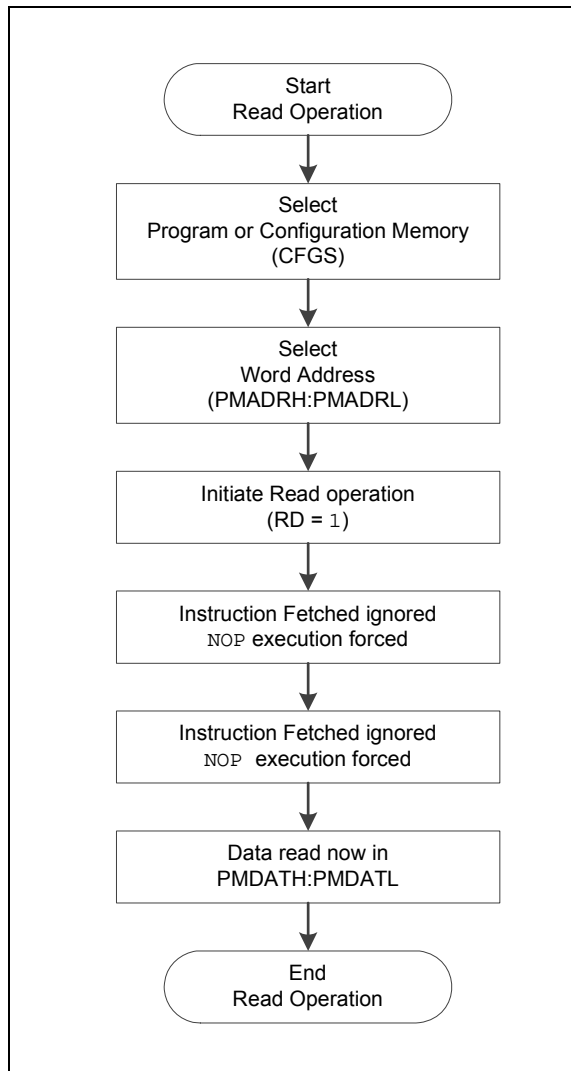 Start
Read Operation
Select
Program or Configuration Memory
(CFGS)
Select
Word Address
(PMADRH:PMADRL)
Initiate Read operation
(RD = 1)
Instruction Fetched ignored
NOP execution forced
Instruction Fetched ignored
NOP execution forced
Data read now in
PMDATH:PMDATL
End
Read Operation